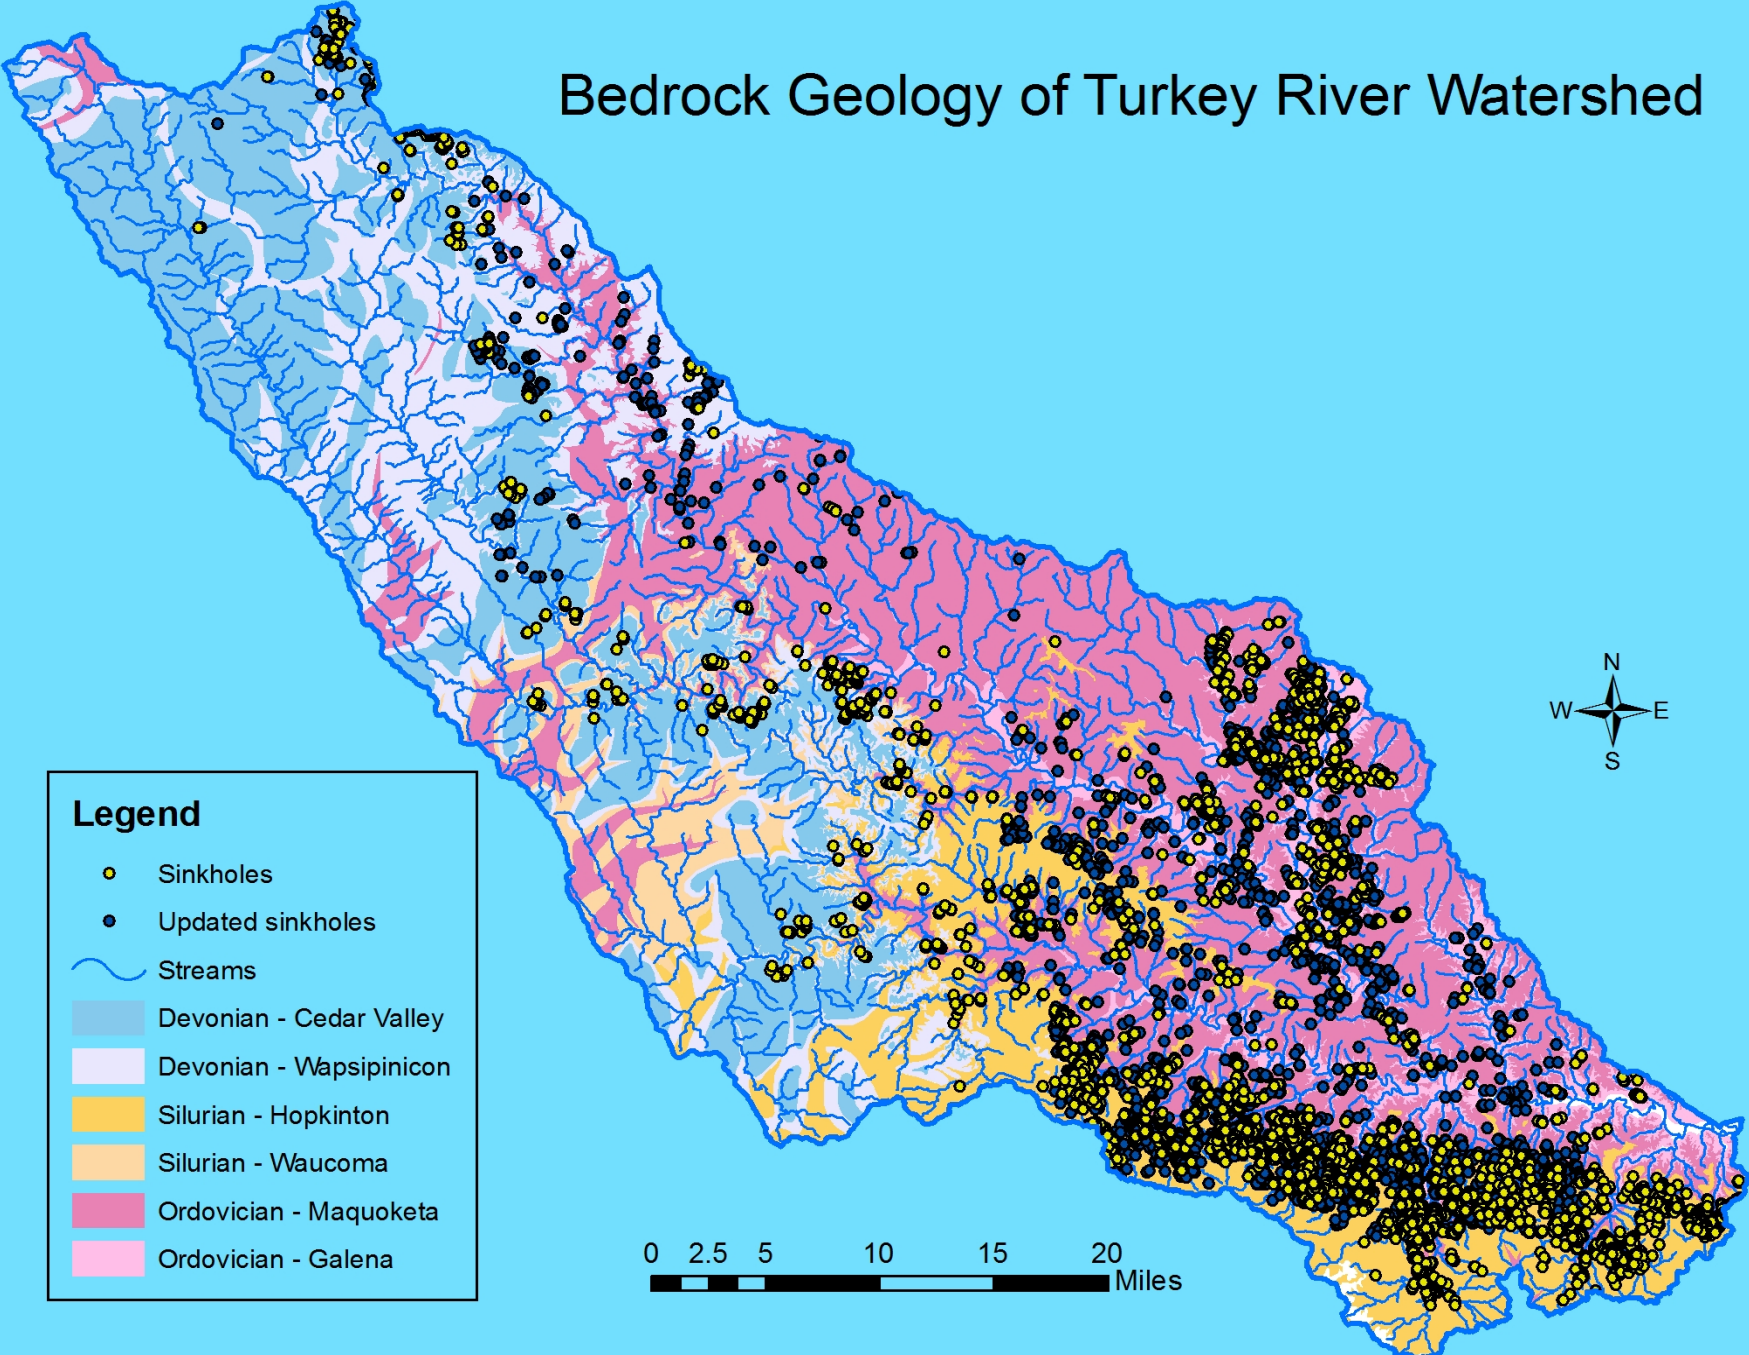 Bedrock Geology of Turkey River Watershed
N
W E
S
Legend
Sinkholes
Updated sinkholes
Streams
Devonian - Cedar Valley
Devonian - Wapsipinicon
Silurian - Hopkinton
Silurian - Waucoma
Ordovician - Maquoketa
Ordovician - Galena
0 2.5 5 10 15 20
Miles